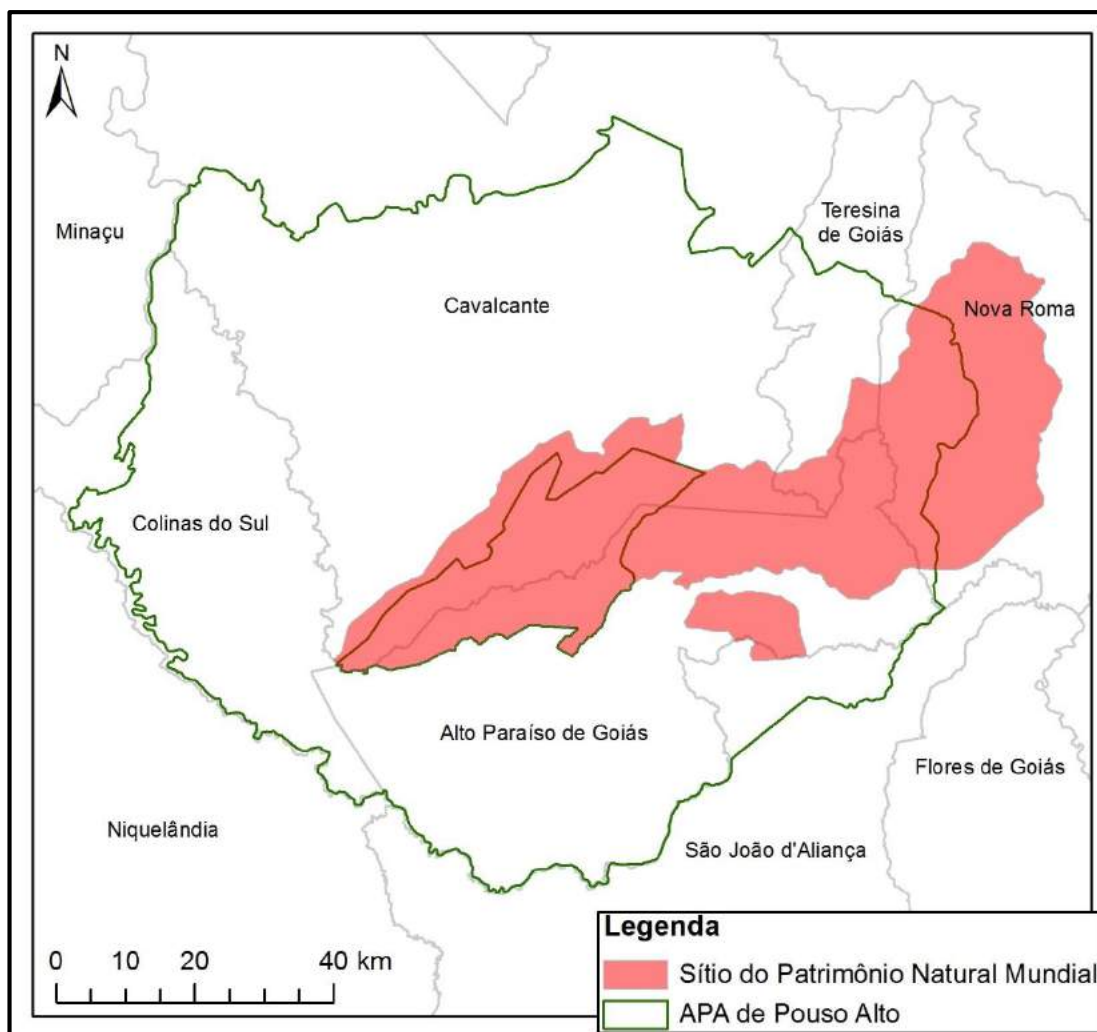 N
Minaçu
Teresina
de Goiás
Cavalcante
Nova Roma
Colinas do Sul
Alto Paraíso de Goiás
Flores de Goiás
Niquelândia
São João d'Aliança
0 10 20 40 km
Legenda
Sítio do Patrimônio Natural Mundial
APA de Pouso Alto